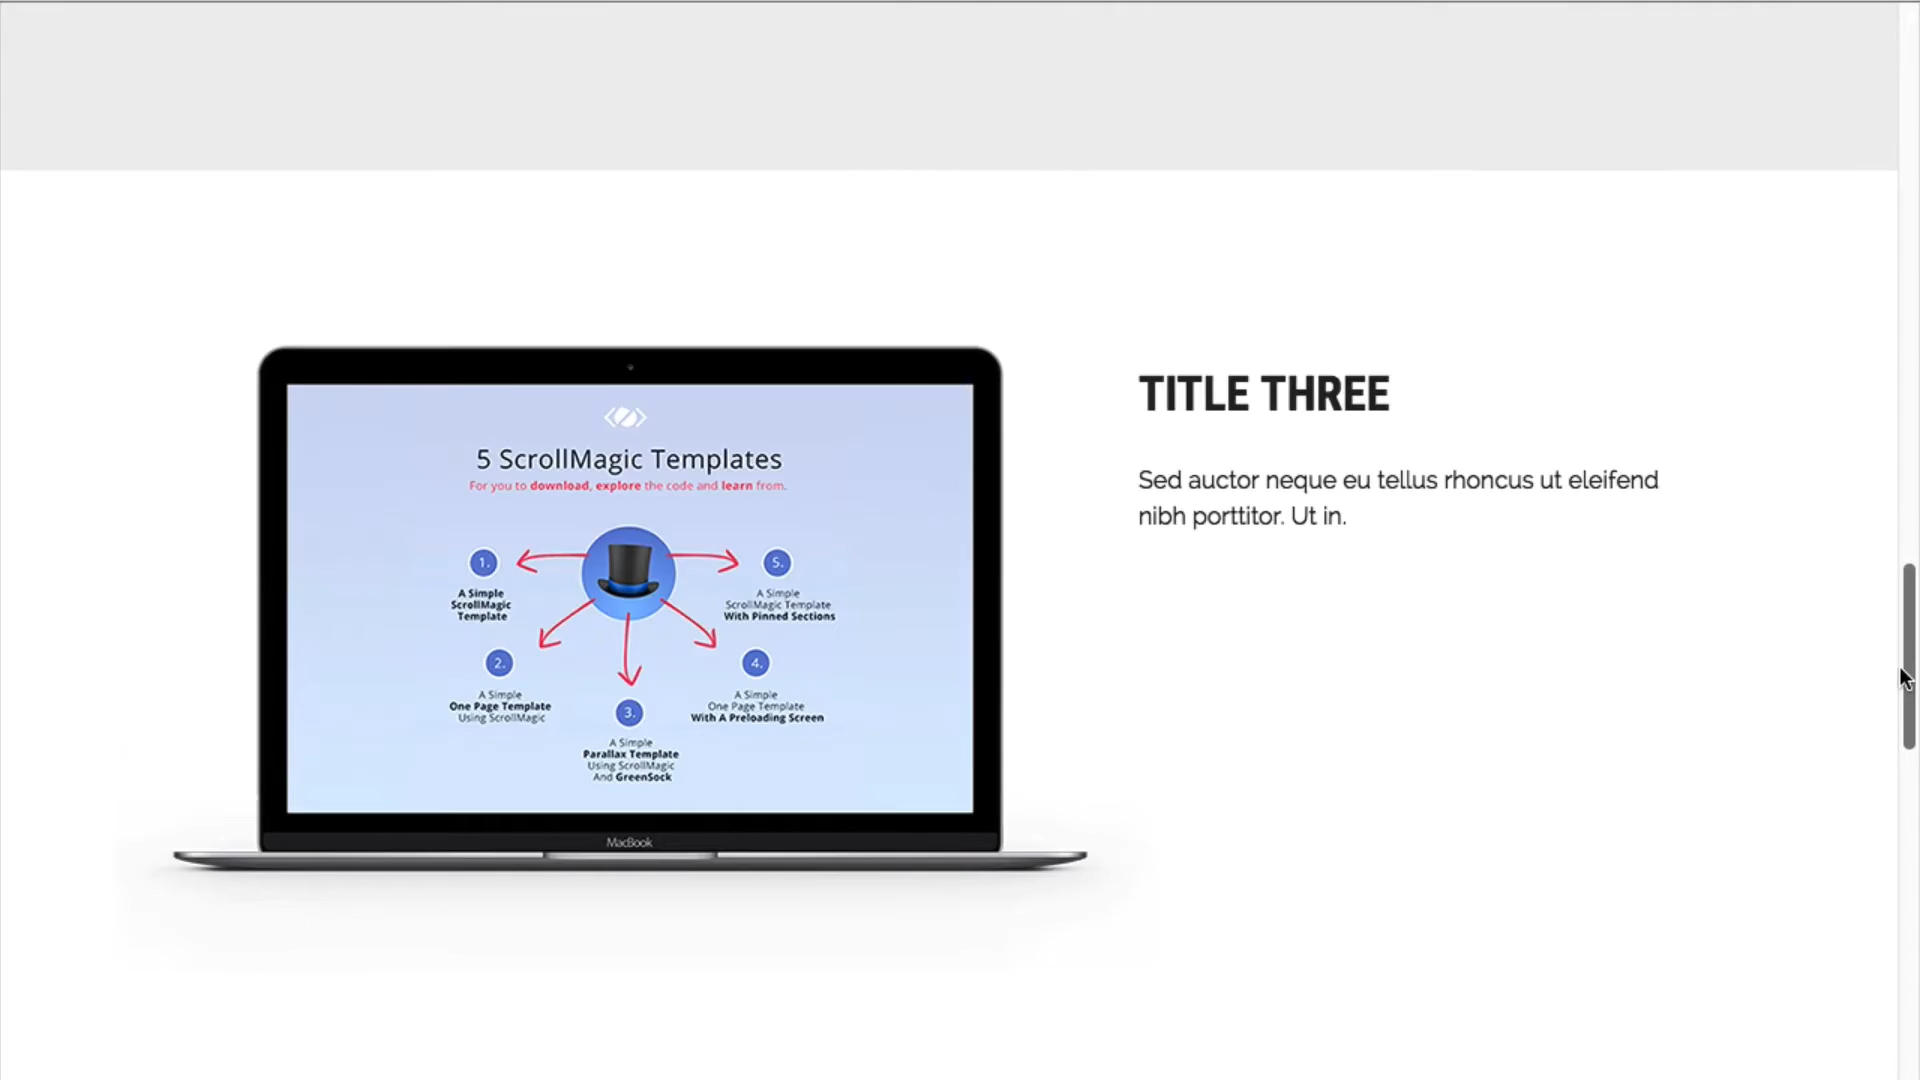 5 ScrollMagic Templates
For you to download, explore the code and learn from.
1.
A Simple
ScrollMagic
Template
2.
A Simple
One Page Template
Using ScrollMagic
3.
A Simple
Parallax Template
Using ScrollMagic
And GreenSock
4.
A Simple
One Page Template
With A Preloading Screen
5.
A Simple
ScrollMagic Template
With Pinned Sections
MacBook
TITLE THREE
Sed auctor neque eu tellus rhoncus ut eleifend
nibh porttitor. Ut in.